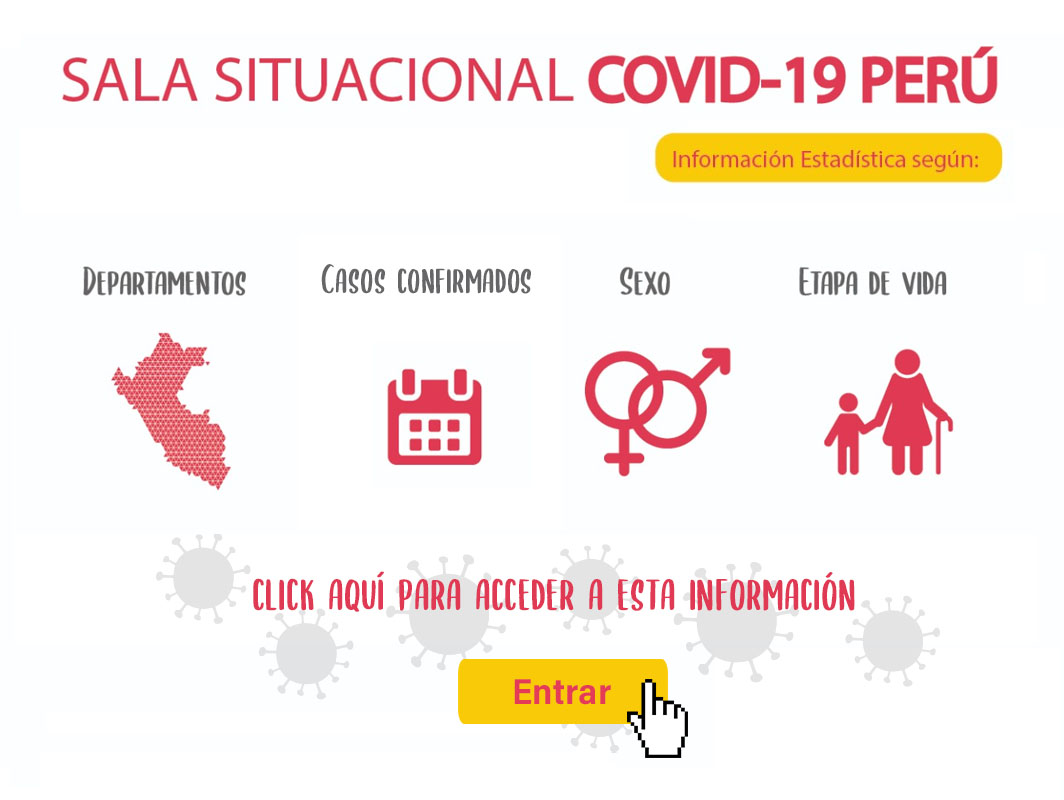 SALA SITUACIONAL COVID-19 PERÚ
Información Estadística según:
DEPARTAMENTOS
CASOS CONFIRMADOS
SEXO
ETAPA DE VIDA
CLICK AQUÍ PARA ACCEDER A ESTA INFORMACIÓN
Entrar